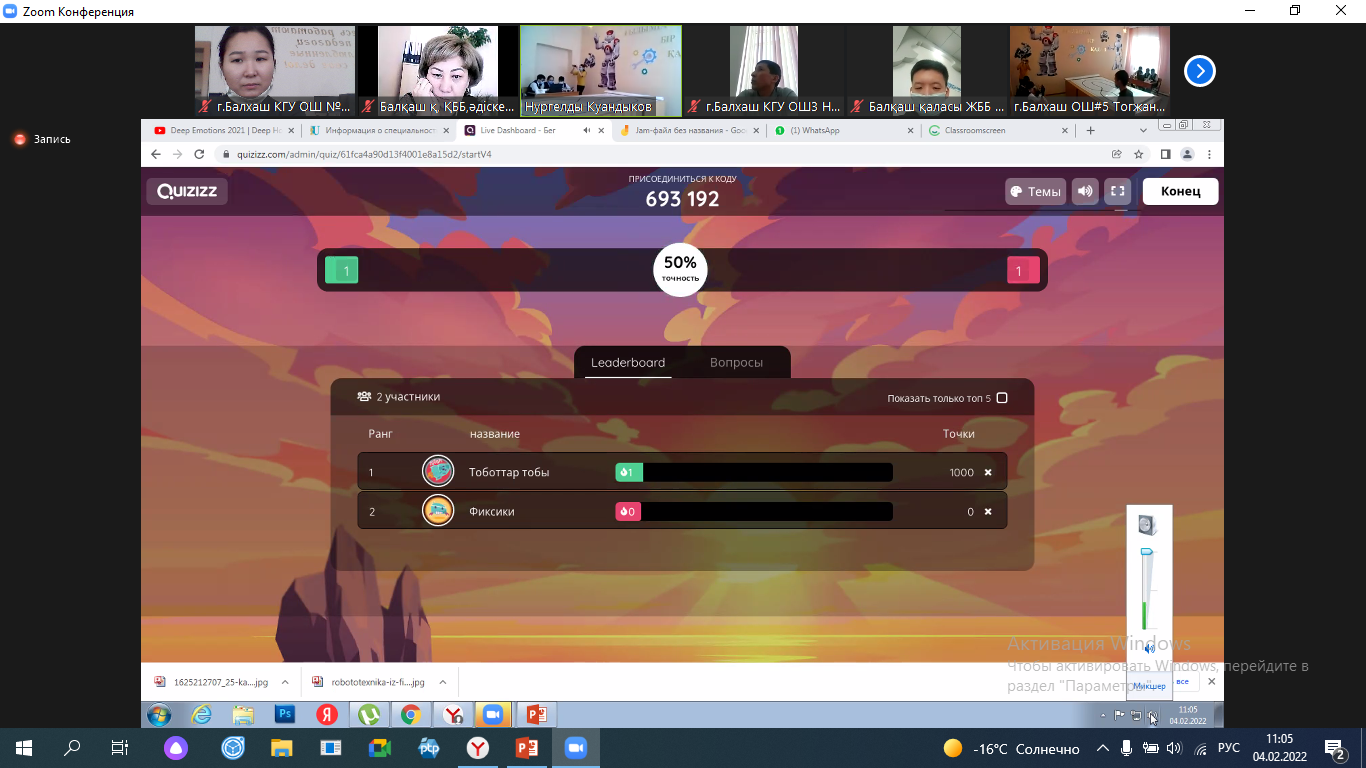 Zoom Конференция
г.Балхаш КГУ ОШ №...
Балқаш қ, ҚББ,әдіске...
Нургелды Куандыков
г.Балхаш КГУ ОШЗ Н...
Балқаш қаласы ЖББ ...
г.Балхаш ОШ#5 Тогжан...
Запись
Deep Emotions 2021 | Deep Ho
Информация о специальност
Live Dashboard - Бег
Jam-файл без названия - Goo
(1) WhatsApp
Classroomscreen
quizizz.com/admin/quiz/61fca4a90d13f4001e8a15d2/startV4
Quizizz
ПРИСОЕДИНИТЬСЯ К КОДУ
693 192
Темы
Конец
1
50%
точность
1
Leaderboard
Вопросы
2 участники
Показать только топ 5
Ранг название Точки
1 Тоботтар тобы 1 1000
2 Фиксики 0 0
Активация Windows
Чтобы активировать Windows, перейдите в
раздел "Параметры".
Микшер
все
1625212707_25-ka....jpg
robototexnika-iz-fi....jpg
11:05
04.02.2022
-16°C Солнечно
РУС
11:05
04.02.2022
2